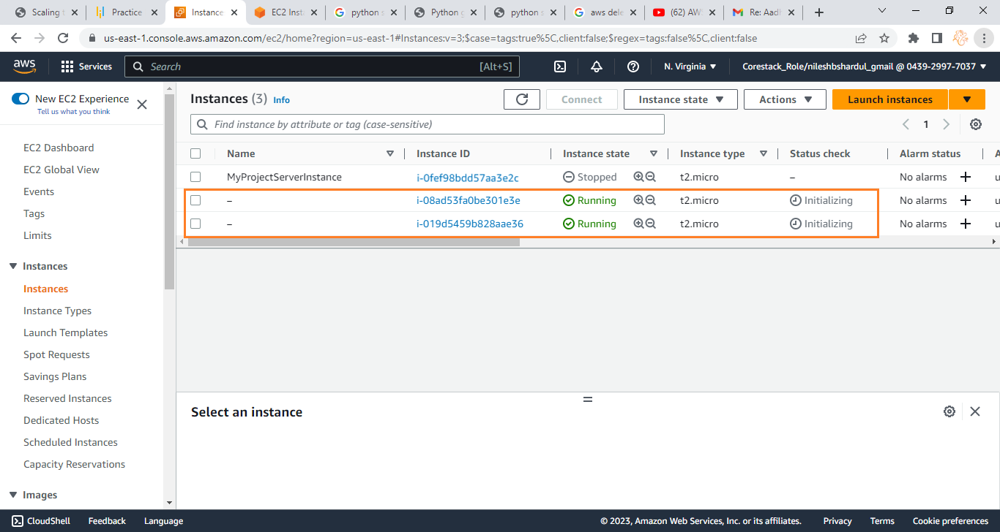 Scaling t
Practice
Instance
EC2 Inst
python s
Python g
python s
aws dele
(62) AW
Re: Aadh
us-east-1.console.aws.amazon.com/ec2/home?region=us-east-1#Instances:v=3;$case=tags:true%5C,client:false;$regex=tags:false%5C,client:false
aws
Services
Search
[Alt+S]
N. Virginia
Corestack_Role/nileshbshardul_gmail @ 0439-2997-7037
New EC2 Experience
Tell us what you think
EC2 Dashboard
EC2 Global View
Events
Tags
Limits
Instances
Instances
Instance Types
Launch Templates
Spot Requests
Savings Plans
Reserved Instances
Dedicated Hosts
Scheduled Instances
Capacity Reservations
Images
Instances (3) Info
Connect
Instance state
Actions
Launch instances
Find instance by attribute or tag (case-sensitive)
1
Name Instance ID Instance state Instance type Status check Alarm status A
MyProjectServerInstance i-0fef98bdd57aa3e2c Stopped t2.micro – No alarms + u
– i-08ad53fa0be301e3e Running t2.micro Initializing No alarms + u
– i-019d5459b828aae36 Running t2.micro Initializing No alarms + u
Select an instance
CloudShell
Feedback
Language
© 2023, Amazon Web Services, Inc. or its affiliates.
Privacy
Terms
Cookie preferences